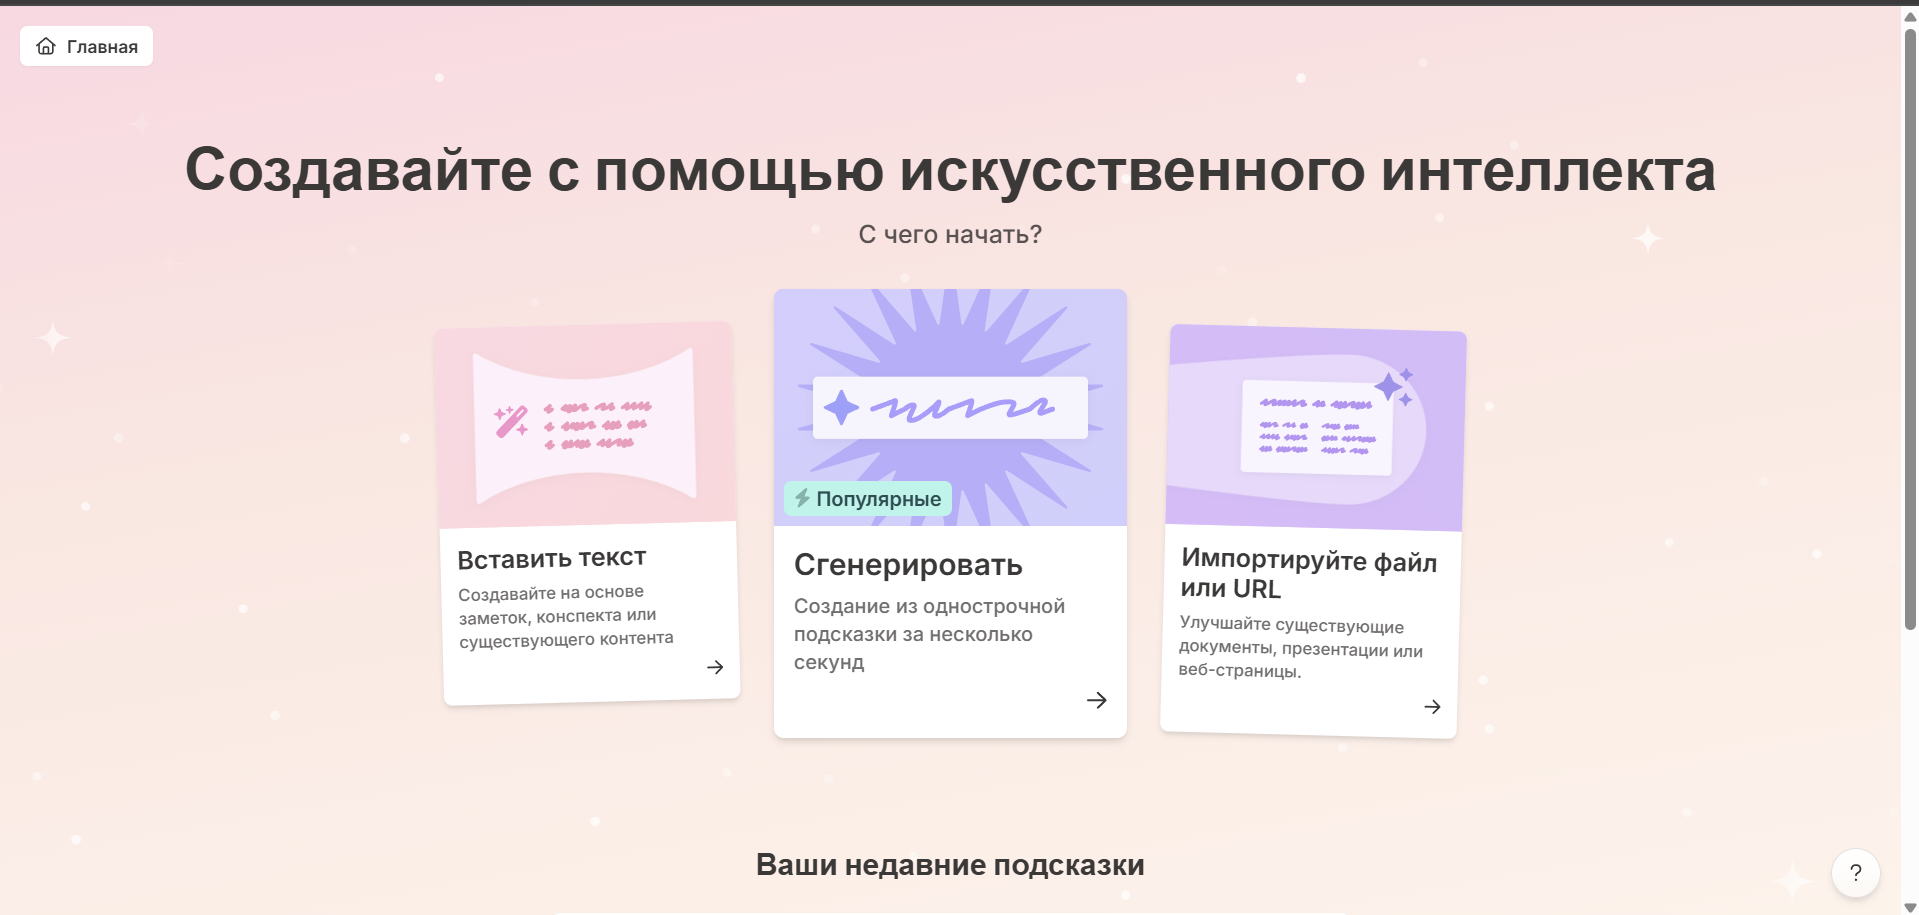 Главная
Создавайте с помощью искусственного интеллекта
С чего начать?
Вставить текст
Создавайте на основе
заметок, конспекта или
существующего контента
Популярные
Сгенерировать
Создание из однострочной
подсказки за несколько
секунд
Импортируйте файл
или URL
Улучшайте существующие
документы, презентации или
веб-страницы.
Ваши недавние подсказки
?